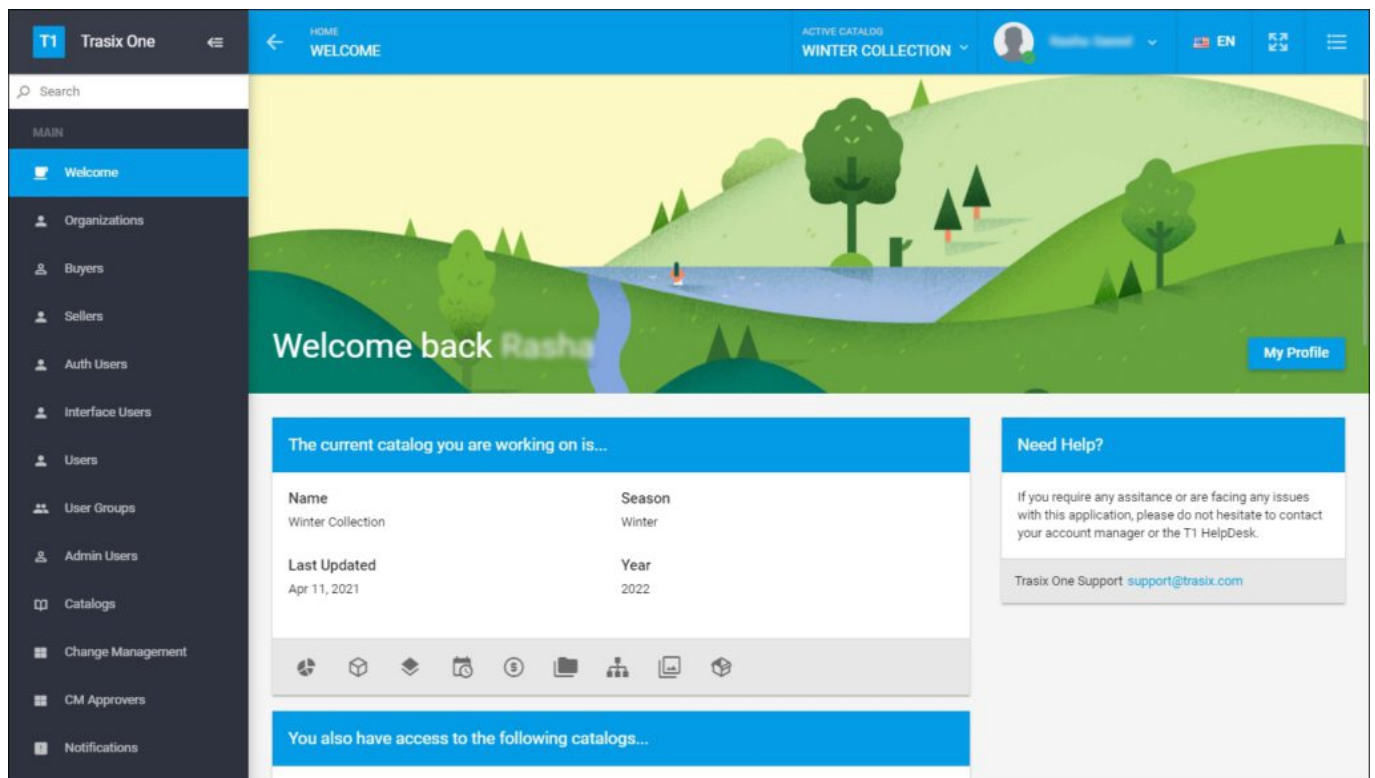 T1 Trasix One
HOME
WELCOME
ACTIVE CATALOG
WINTER COLLECTION
EN
Search
MAIN
Welcome
Organizations
Buyers
Sellers
Auth Users
Interface Users
Users
User Groups
Admin Users
Catalogs
Change Management
CM Approvers
Notifications
Welcome back Rasha
My Profile
The current catalog you are working on is...
Name
Winter Collection
Season
Winter
Last Updated
Apr 11, 2021
Year
2022
You also have access to the following catalogs...
Need Help?
If you require any assitance or are facing any issues
with this application, please do not hesitate to contact
your account manager or the T1 HelpDesk.
Trasix One Support support@trasix.com